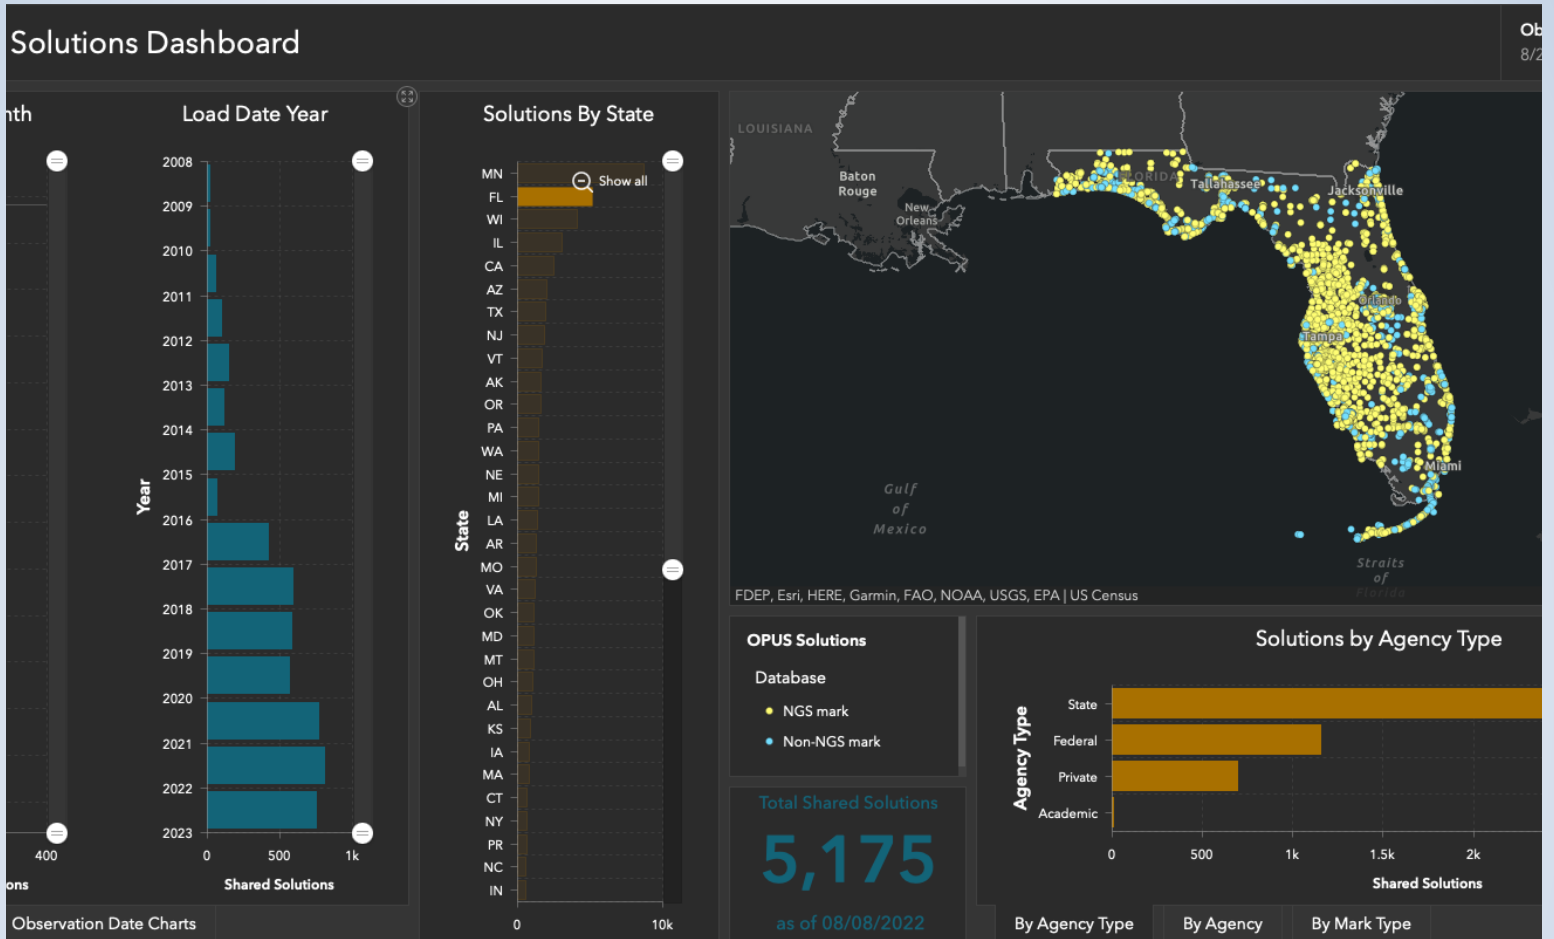 Solutions Dashboard
Ob
8/2
nth
400
ons
Load Date Year
2008
2009
2010
2011
2012
2013
2014
2015
2016
2017
2018
2019
2020
2021
2022
2023
Year
0 500 1k
Shared Solutions
Observation Date Charts
Solutions By State
Show all
MN
FL
WI
IL
CA
AZ
TX
NJ
VT
AK
OR
PA
WA
NE
MI
LA
AR
MO
VA
OK
MD
MT
OH
AL
KS
IA
MA
CT
NY
PR
NC
IN
State
0 10k
LOUISIANA
Baton
Rouge
New
Orleans
FLORIDA
Tallahassee
Jacksonville
Orlando
Tampa
Miami
Gulf
of
Mexico
Straits
of
Florida
FDEP, Esri, HERE, Garmin, FAO, NOAA, USGS, EPA | US Census
OPUS Solutions
Database
NGS mark
Non-NGS mark
Total Shared Solutions
5,175
as of 08/08/2022
Solutions by Agency Type
Agency Type
State
Federal
Private
Academic
0 500 1k 1.5k 2k
Shared Solutions
By Agency Type By Agency By Mark Type